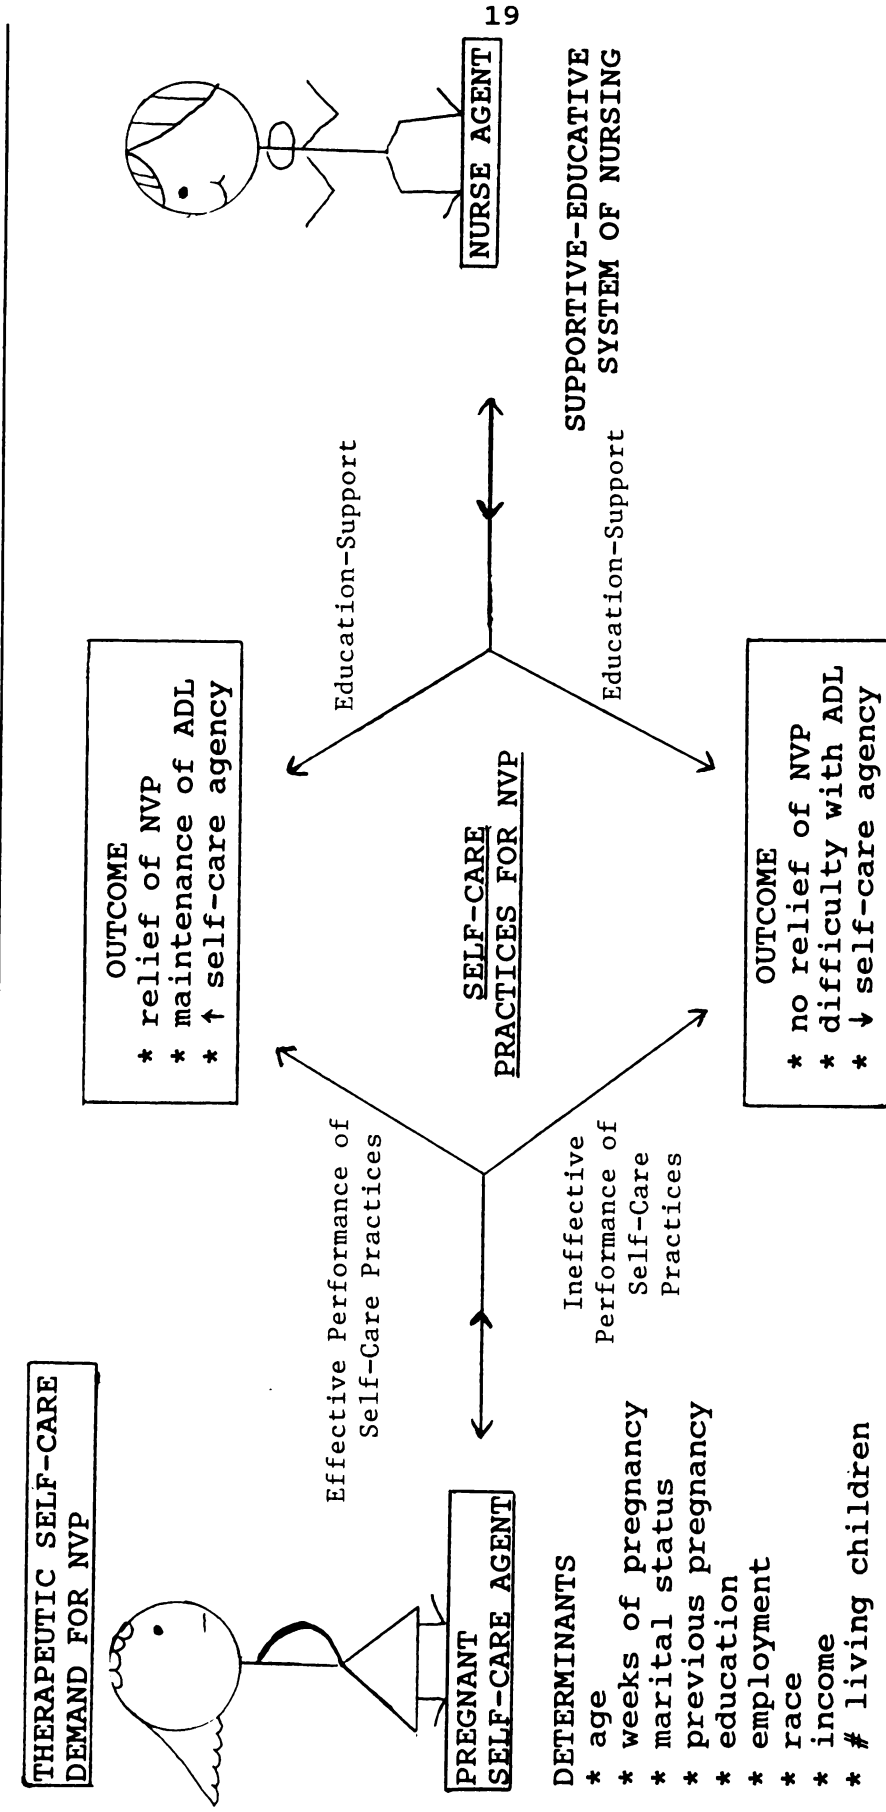 19
THERAPEUTIC SELF-CARE
DEMAND FOR NVP
PREGNANT
SELF-CARE AGENT
DETERMINANTS
* age
* weeks of pregnancy
* marital status
* previous pregnancy
* education
* employment
* race
* income
* # living children
Effective Performance of
Self-Care Practices
Ineffective
Performance of
Self-Care
Practices
OUTCOME
* relief of NVP
* maintenance of ADL
* ↑ self-care agency
SELF-CARE
PRACTICES FOR NVP
OUTCOME
* no relief of NVP
* difficulty with ADL
* ↓ self-care agency
Education-Support
Education-Support
NURSE AGENT
SUPPORTIVE-EDUCATIVE
SYSTEM OF NURSING